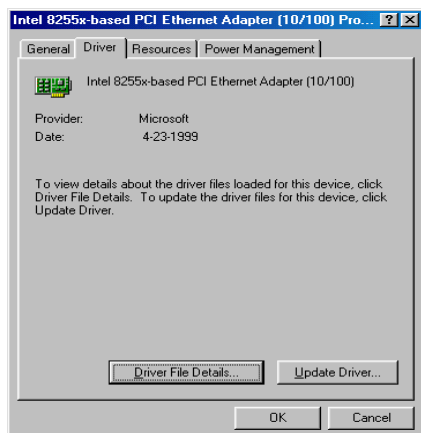 Intel 8255x-based PCI Ethernet Adapter (10/100) Pro... ? X
General Driver Resources Power Management
Intel 8255x-based PCI Ethernet Adapter (10/100)
Provider: Microsoft
Date: 4-23-1999
To view details about the driver files loaded for this device, click
Driver File Details. To update the driver files for this device, click
Update Driver.
Driver File Details... Update Driver...
OK Cancel